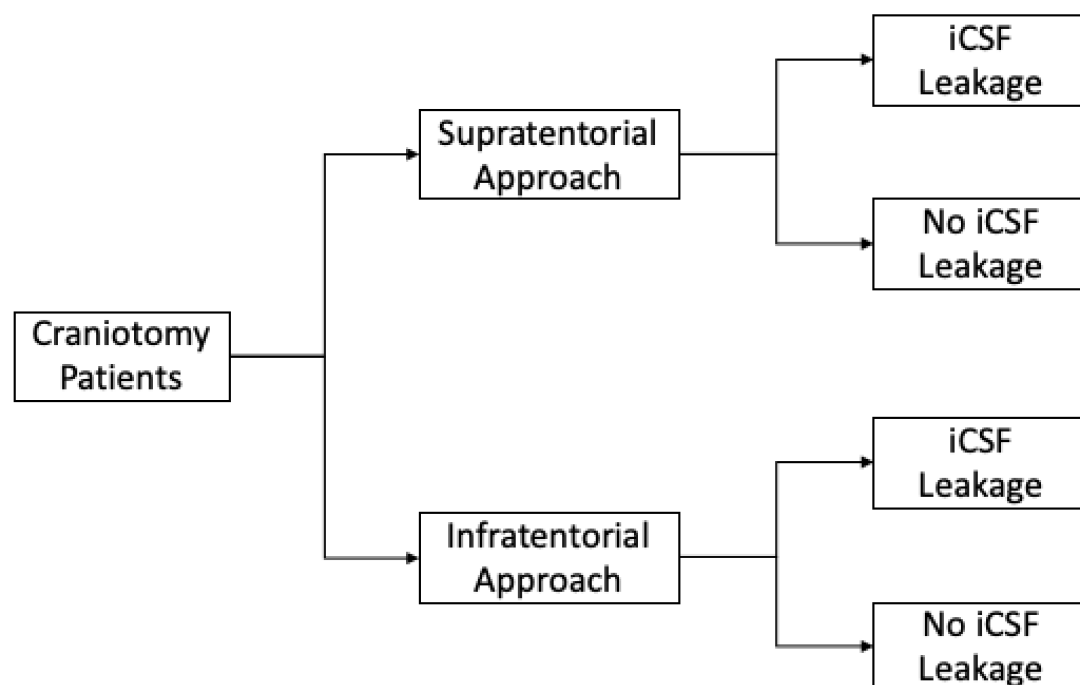 iCSF
Leakage
Supratentorial
Approach
No iCSF
Leakage
Craniotomy
Patients
iCSF
Leakage
Infratentorial
Approach
No iCSF
Leakage